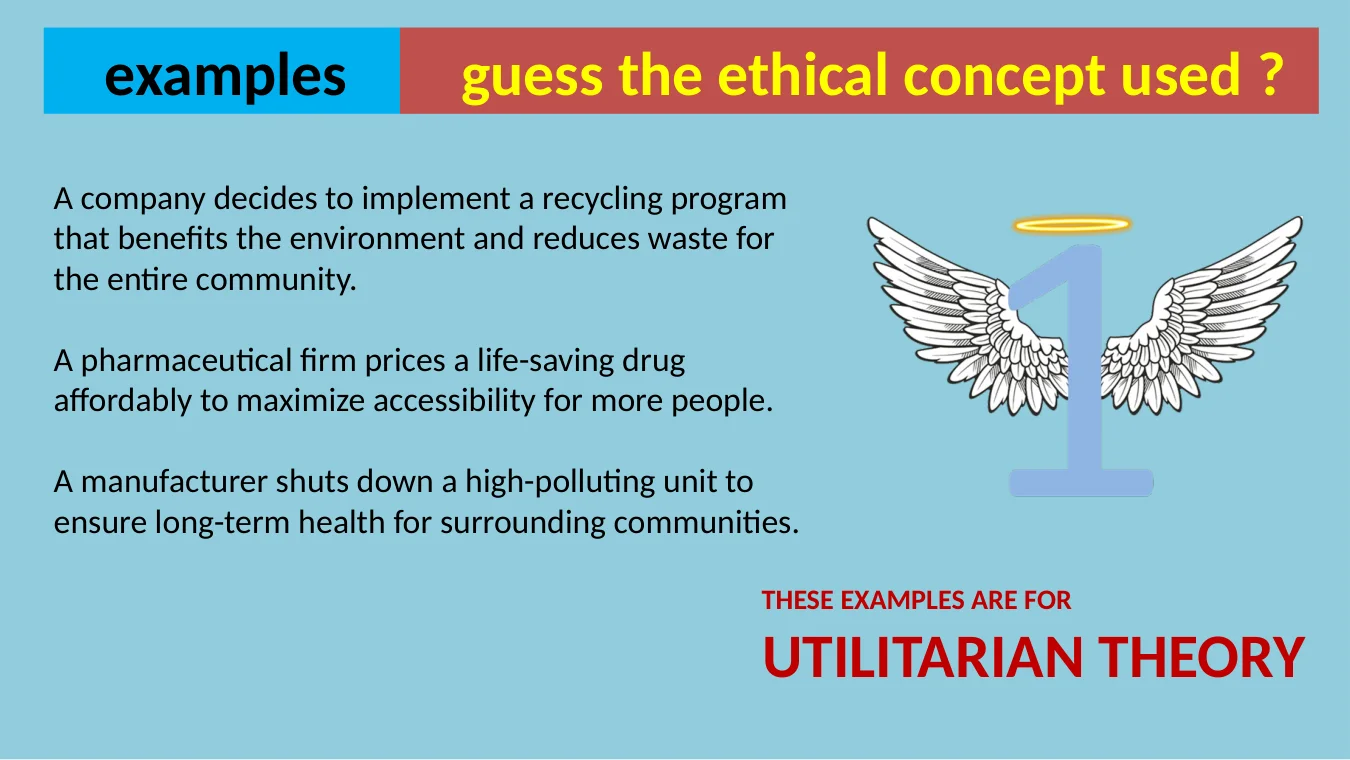 examples
guess the ethical concept used ?
A company decides to implement a recycling program
that benefits the environment and reduces waste for
the entire community.
A pharmaceutical firm prices a life-saving drug
affordably to maximize accessibility for more people.
A manufacturer shuts down a high-polluting unit to
ensure long-term health for surrounding communities.
1
THESE EXAMPLES ARE FOR
UTILITARIAN THEORY